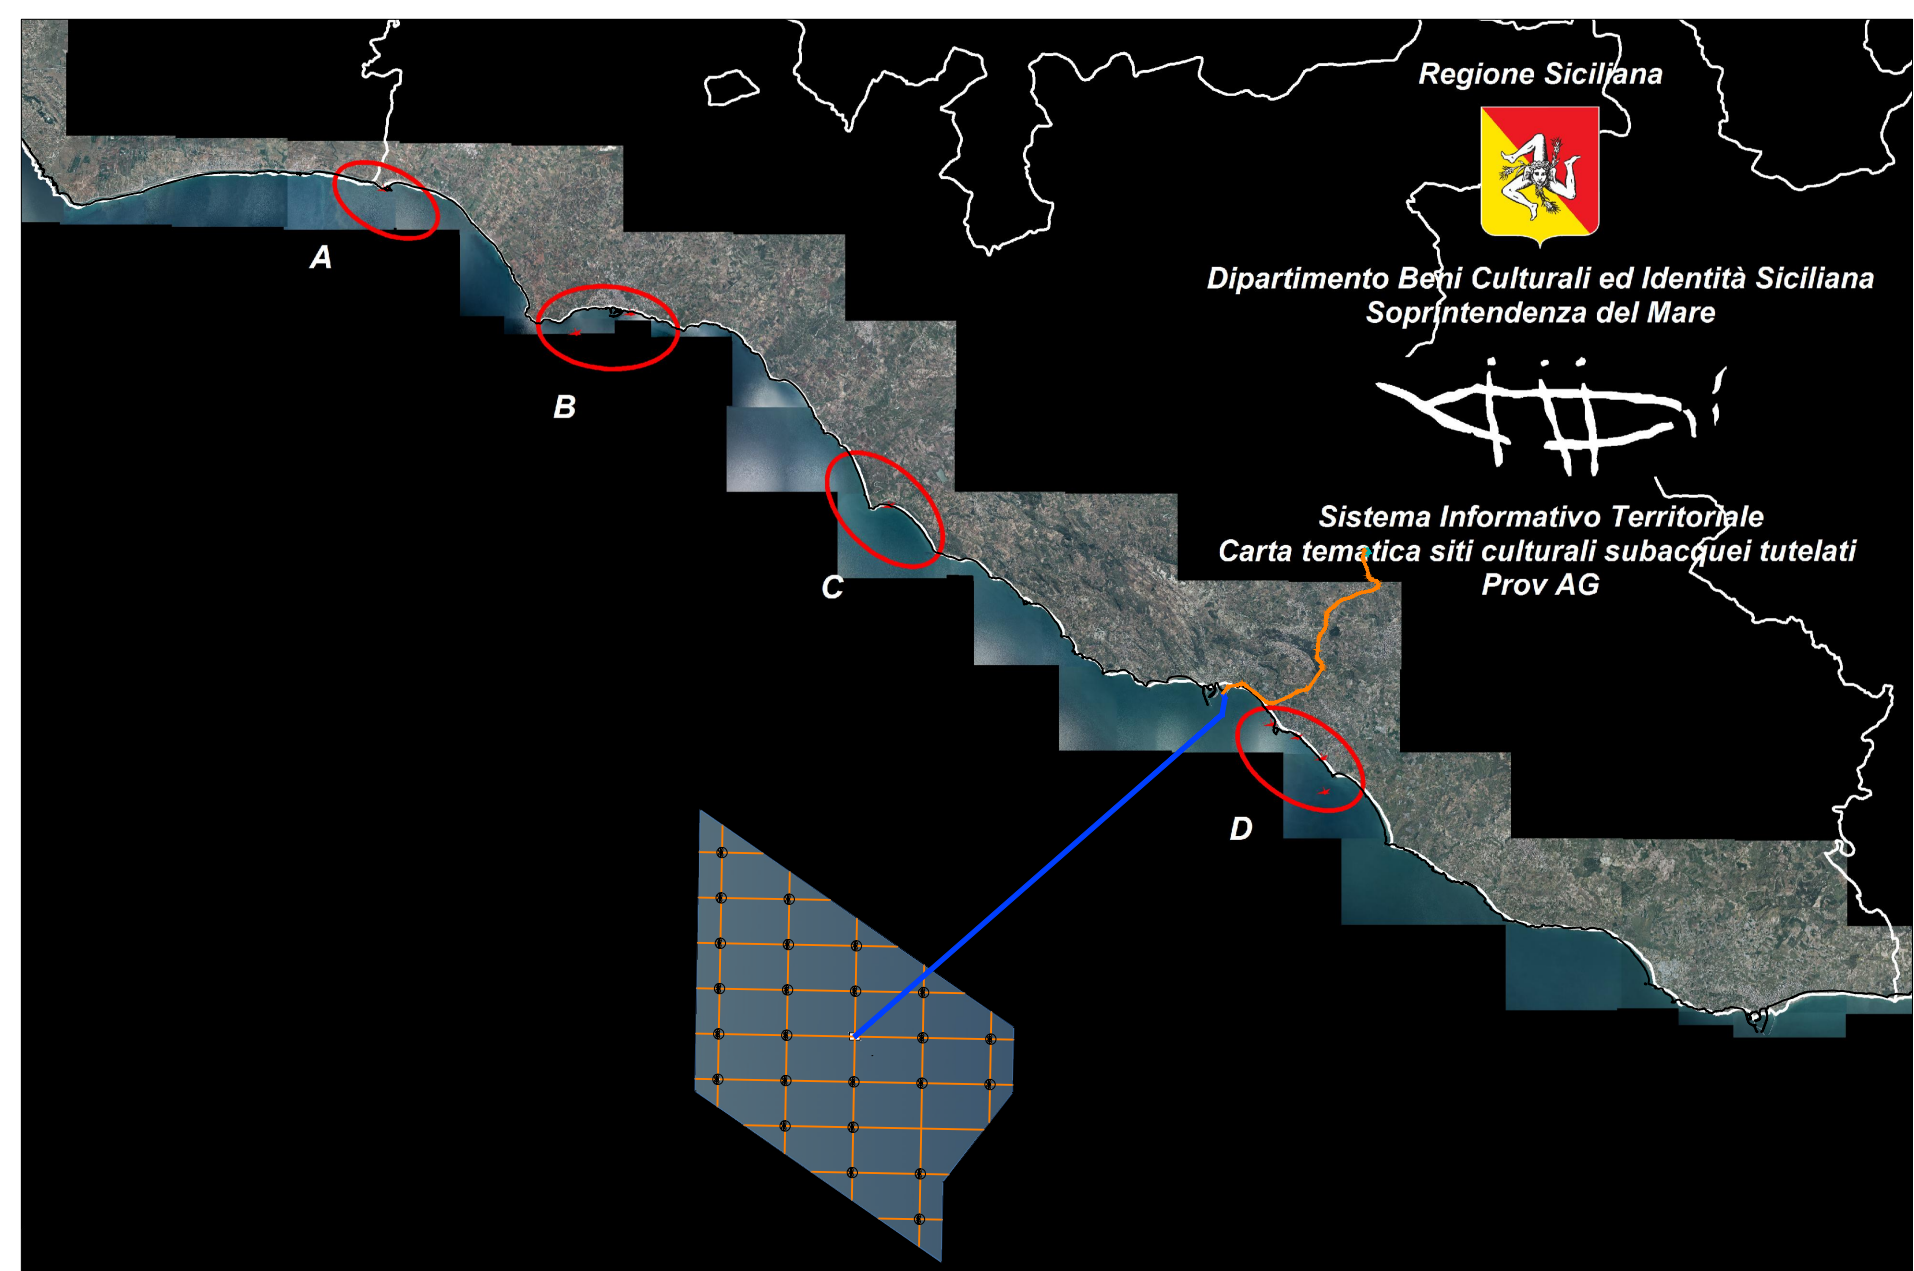 Regione Siciliana
Dipartimento Beni Culturali ed Identità Siciliana
Soprintendenza del Mare
Sistema Informativo Territoriale
Carta tematica siti culturali subacquei tutelati
Prov AG
A
B
C
D